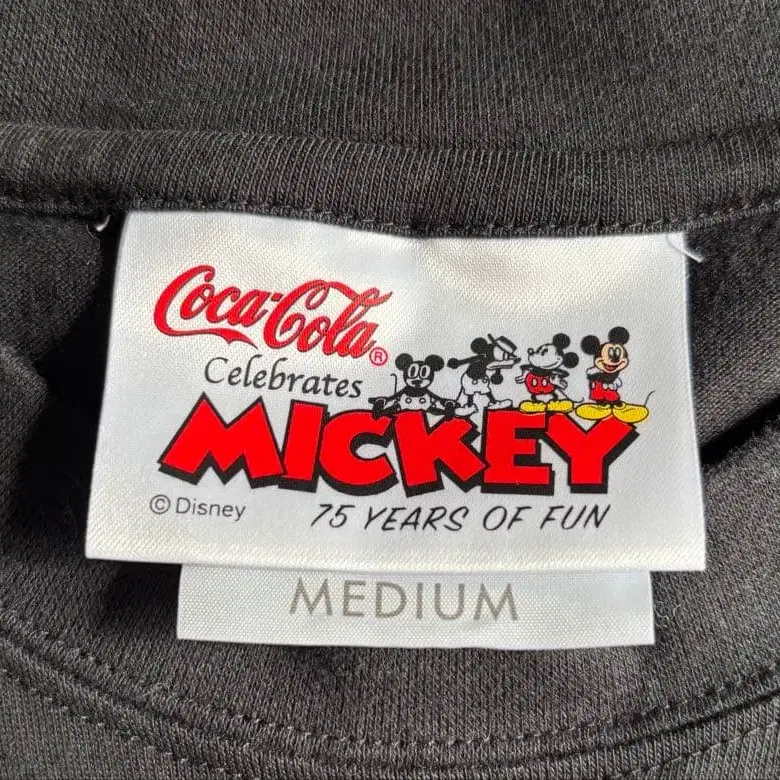 Coca-Cola®
Celebrates
MICKEY
© Disney
75 YEARS OF FUN
MEDIUM